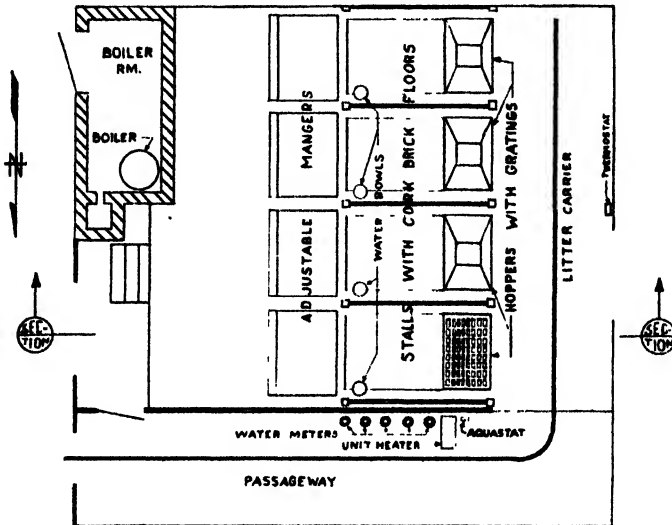 BOILER
RM.
BOILER
N
MANGERS
ADJUSTABLE
WATER BOWLS
STALLS WITH CORK BRICK FLOORS
HOPPERS WITH GRATINGS
LITTER CARRIER
THERMOSTAT
SEC-
TION
SEC-
TION
WATER METERS
UNIT HEATER
AQUASTAT
PASSAGEWAY